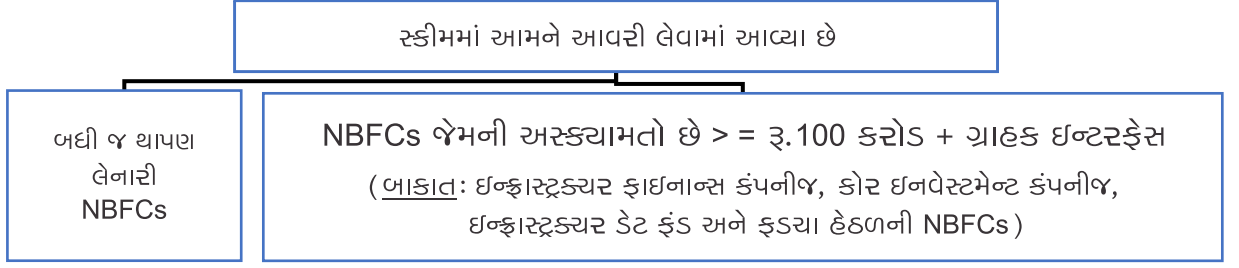 સ્કીમમાં આમને આવરી લેવામાં આવ્યા છે
બધી જ થાપણ
લેનારી
NBFCs
NBFCs જેમની અસ્ક્યામતો છે > = રૂ.100 કરોડ + ગ્રાહક ઇન્ટરફેસ
(બાકાતઃ ઇન્ફ્રાસ્ટ્રક્ચર ફાઇનાન્સ કંપનીજ, કોર ઇનવેસ્ટમેન્ટ કંપનીજ,
ઇન્ફ્રાસ્ટ્રક્ચર ડેટ ફંડ અને ફડચા હેઠળની NBFCs)